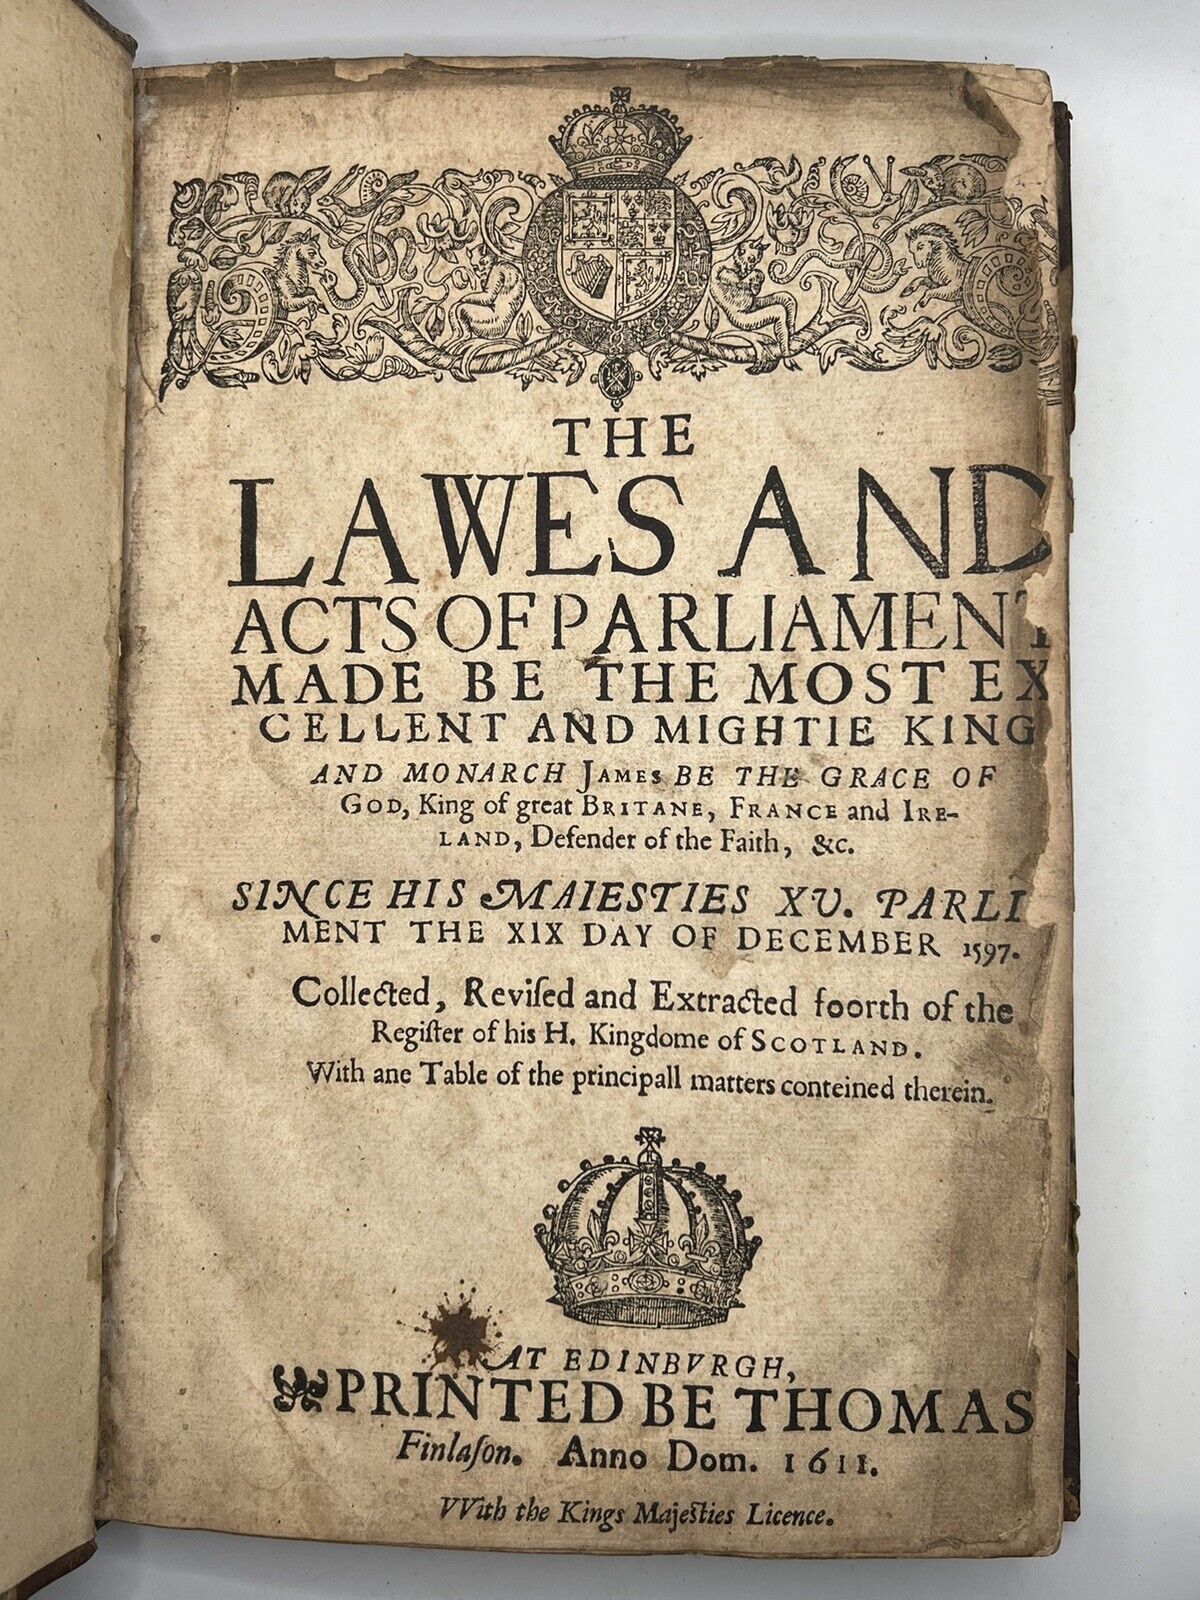 THE
LAWES AND
ACTS OF PARLIAMENT
MADE BE THE MOST EX
CELLENT AND MIGHTIE KING
AND MONARCH JAMES BE THE GRACE OF
GOD, King of great BRITANE, FRANCE and IRE-
LAND, Defender of the Faith, &c.
SINCE HIS MAIESTIES XV. PARLI
MENT THE XIX DAY OF DECEMBER 1597.
Collected, Reviſed and Extracted foorth of the
Regiſter of his H. Kingdome of SCOTLAND.
With ane Table of the principall matters conteined therein.
AT EDINBVRGH,
PRINTED BE THOMAS
Finlaſon. Anno Dom. 1611.
VVith the Kings Majeſties Licence.